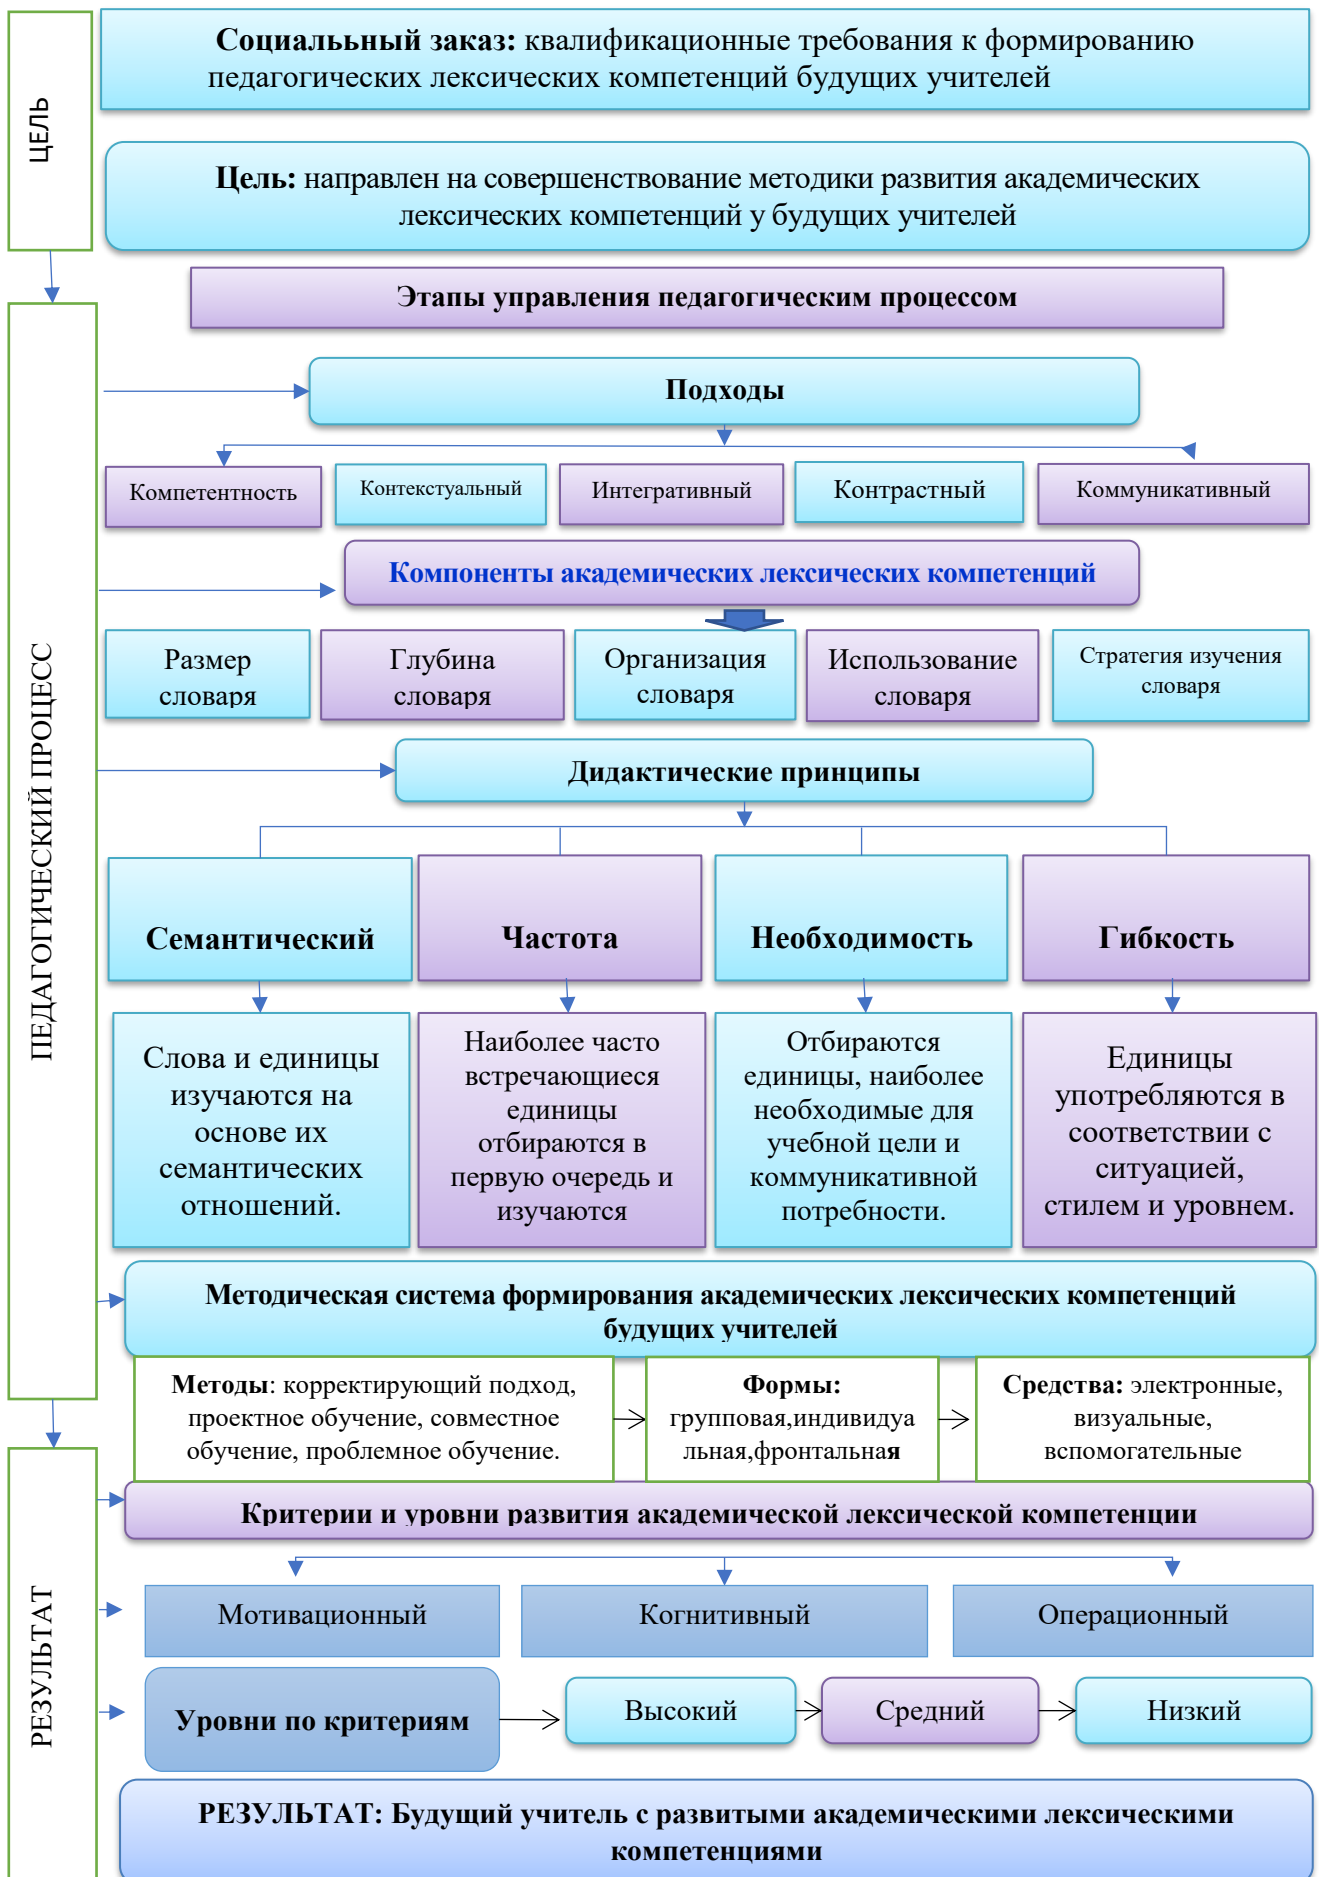 ЦЕЛЬ
Социалььный заказ: квалификационные требования к формированию
педагогических лексических компетенций будущих учителей
Цель: направлен на совершенствование методики развития академических
лексических компетенций у будущих учителей
ПЕДАГОГИЧЕСКИЙ ПРОЦЕСС
Этапы управления педагогическим процессом
Подходы
Компетентность
Контекстуальный
Интегративный
Контрастный
Коммуникативный
Компоненты академических лексических компетенций
Размер
словаря
Глубина
словаря
Организация
словаря
Использование
словаря
Стратегия изучения
словаря
Дидактические принципы
Семантический
Частота
Необходимость
Гибкость
Слова и единицы
изучаются на
основе их
семантических
отношений.
Наиболее часто
встречающиеся
единицы
отбираются в
первую очередь и
изучаются
Отбираются
единицы, наиболее
необходимые для
учебной цели и
коммуникативной
потребности.
Единицы
употребляются в
соответствии с
ситуацией,
стилем и уровнем.
Методическая система формирования академических лексических компетенций
будущих учителей
Методы: корректирующий подход,
проектное обучение, совместное
обучение, проблемное обучение.
Формы:
групповая,индивидуа
льная,фронтальная
Средства: электронные,
визуальные,
вспомогательные
РЕЗУЛЬТАТ
Критерии и уровни развития академической лексической компетенции
Мотивационный
Когнитивный
Операционный
Уровни по критериям
Высокий
Средний
Низкий
РЕЗУЛЬТАТ: Будущий учитель с развитыми академическими лексическими
компетенциями